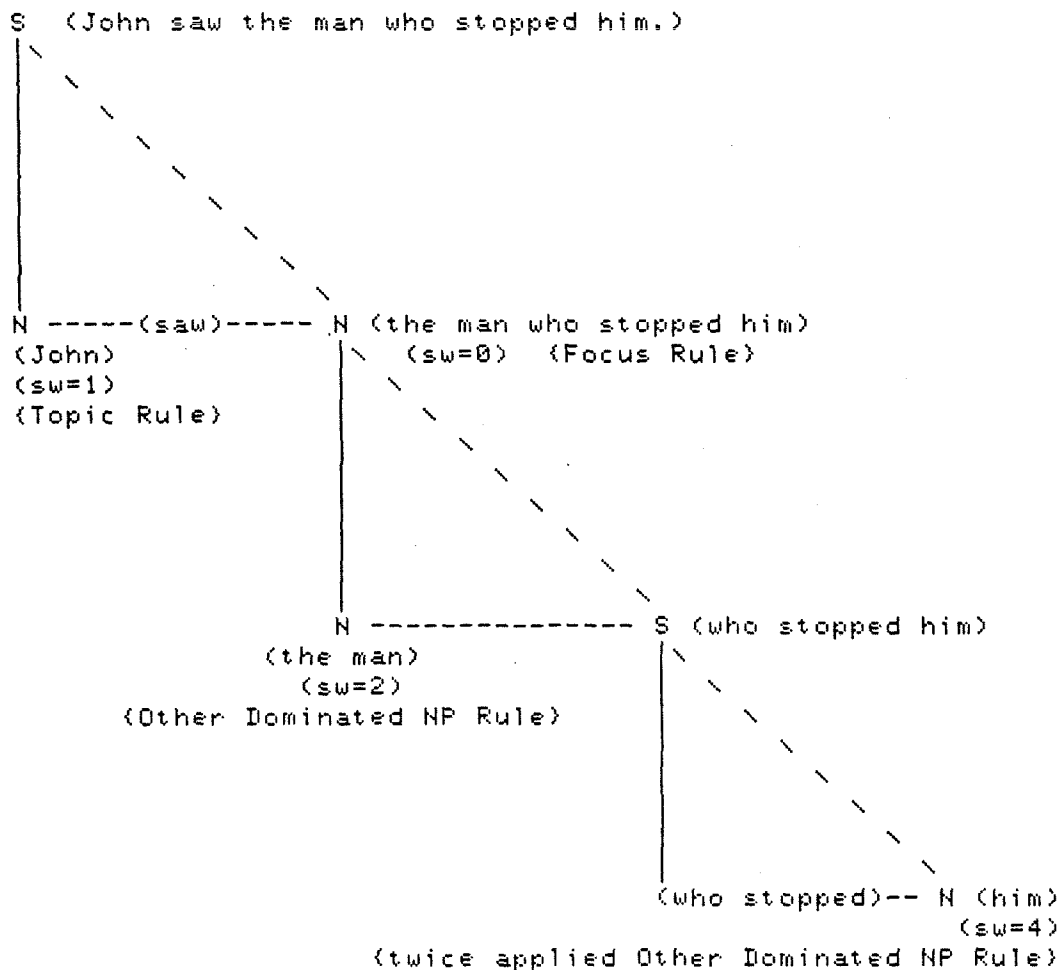 S (John saw the man who stopped him.)
N -----(saw)----- N (the man who stopped him)
(John) (sw=0) {Focus Rule}
(sw=1)
{Topic Rule}
N --------------- S (who stopped him)
(the man)
(sw=2)
{Other Dominated NP Rule}
(who stopped)-- N (him)
(sw=4)
{twice applied Other Dominated NP Rule}